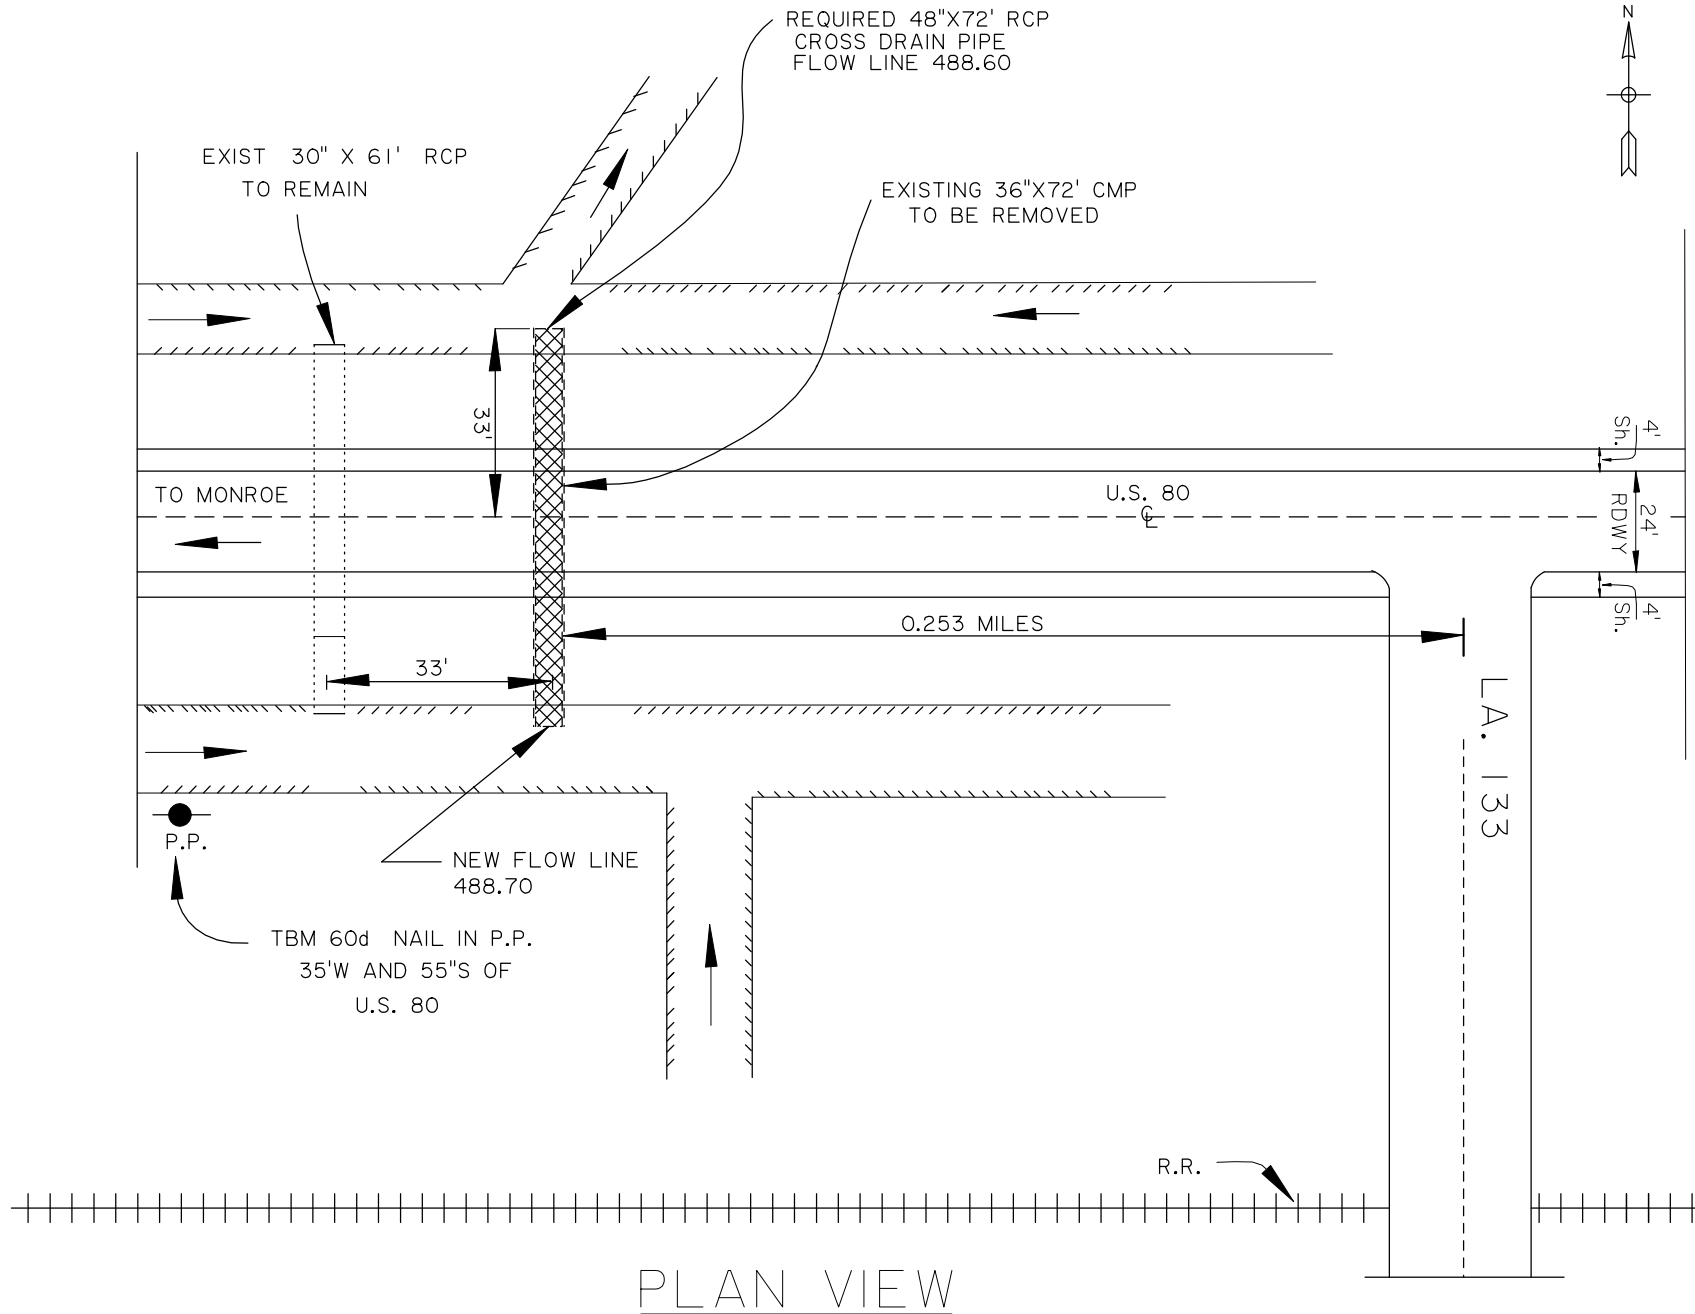 REQUIRED 48"X72' RCP
CROSS DRAIN PIPE
FLOW LINE 488.60
N
EXIST 30" X 61' RCP
TO REMAIN
EXISTING 36"X72' CMP
TO BE REMOVED
33'
4'
Sh.
TO MONROE
U.S. 80
CL
24'
RDWY
4'
Sh.
0.253 MILES
33'
LA. 133
P.P.
NEW FLOW LINE
488.70
TBM 60d NAIL IN P.P.
35'W AND 55"S OF
U.S. 80
R.R.
PLAN VIEW